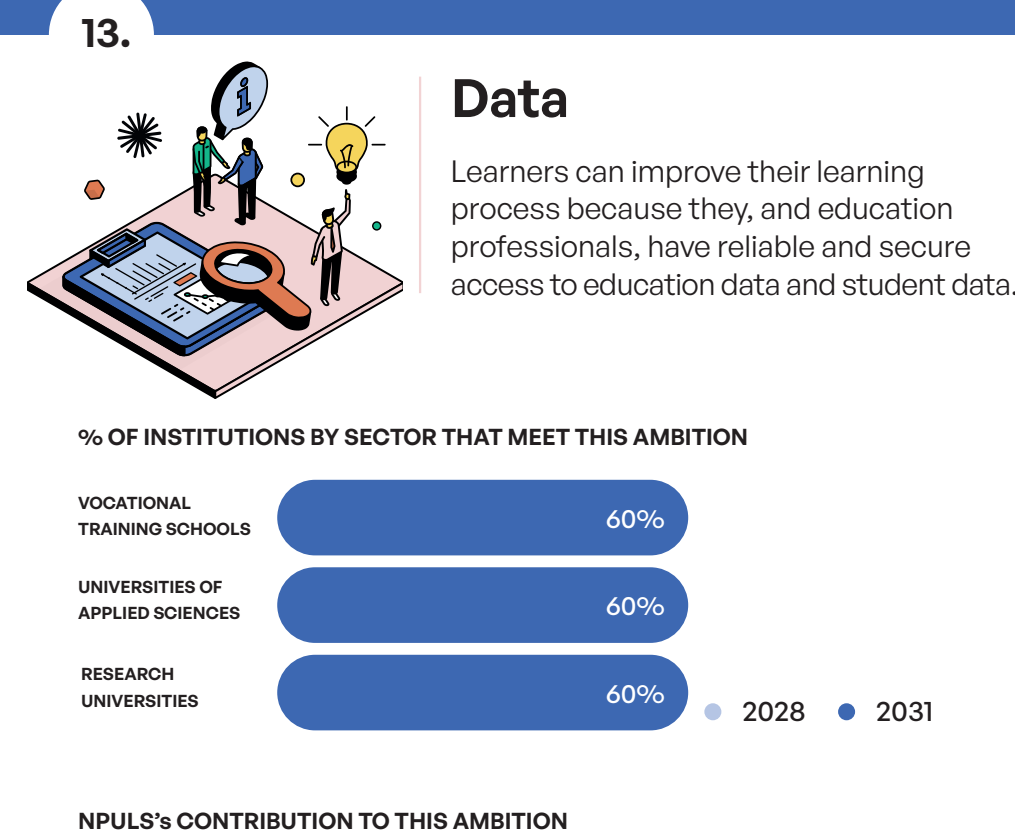 13.
i
Data
Learners can improve their learning
process because they, and education
professionals, have reliable and secure
access to education data and student data.
% OF INSTITUTIONS BY SECTOR THAT MEET THIS AMBITION
VOCATIONAL
TRAINING SCHOOLS
60%
UNIVERSITIES OF
APPLIED SCIENCES
60%
RESEARCH
UNIVERSITIES
60%
2028 2031
NPULS's CONTRIBUTION TO THIS AMBITION